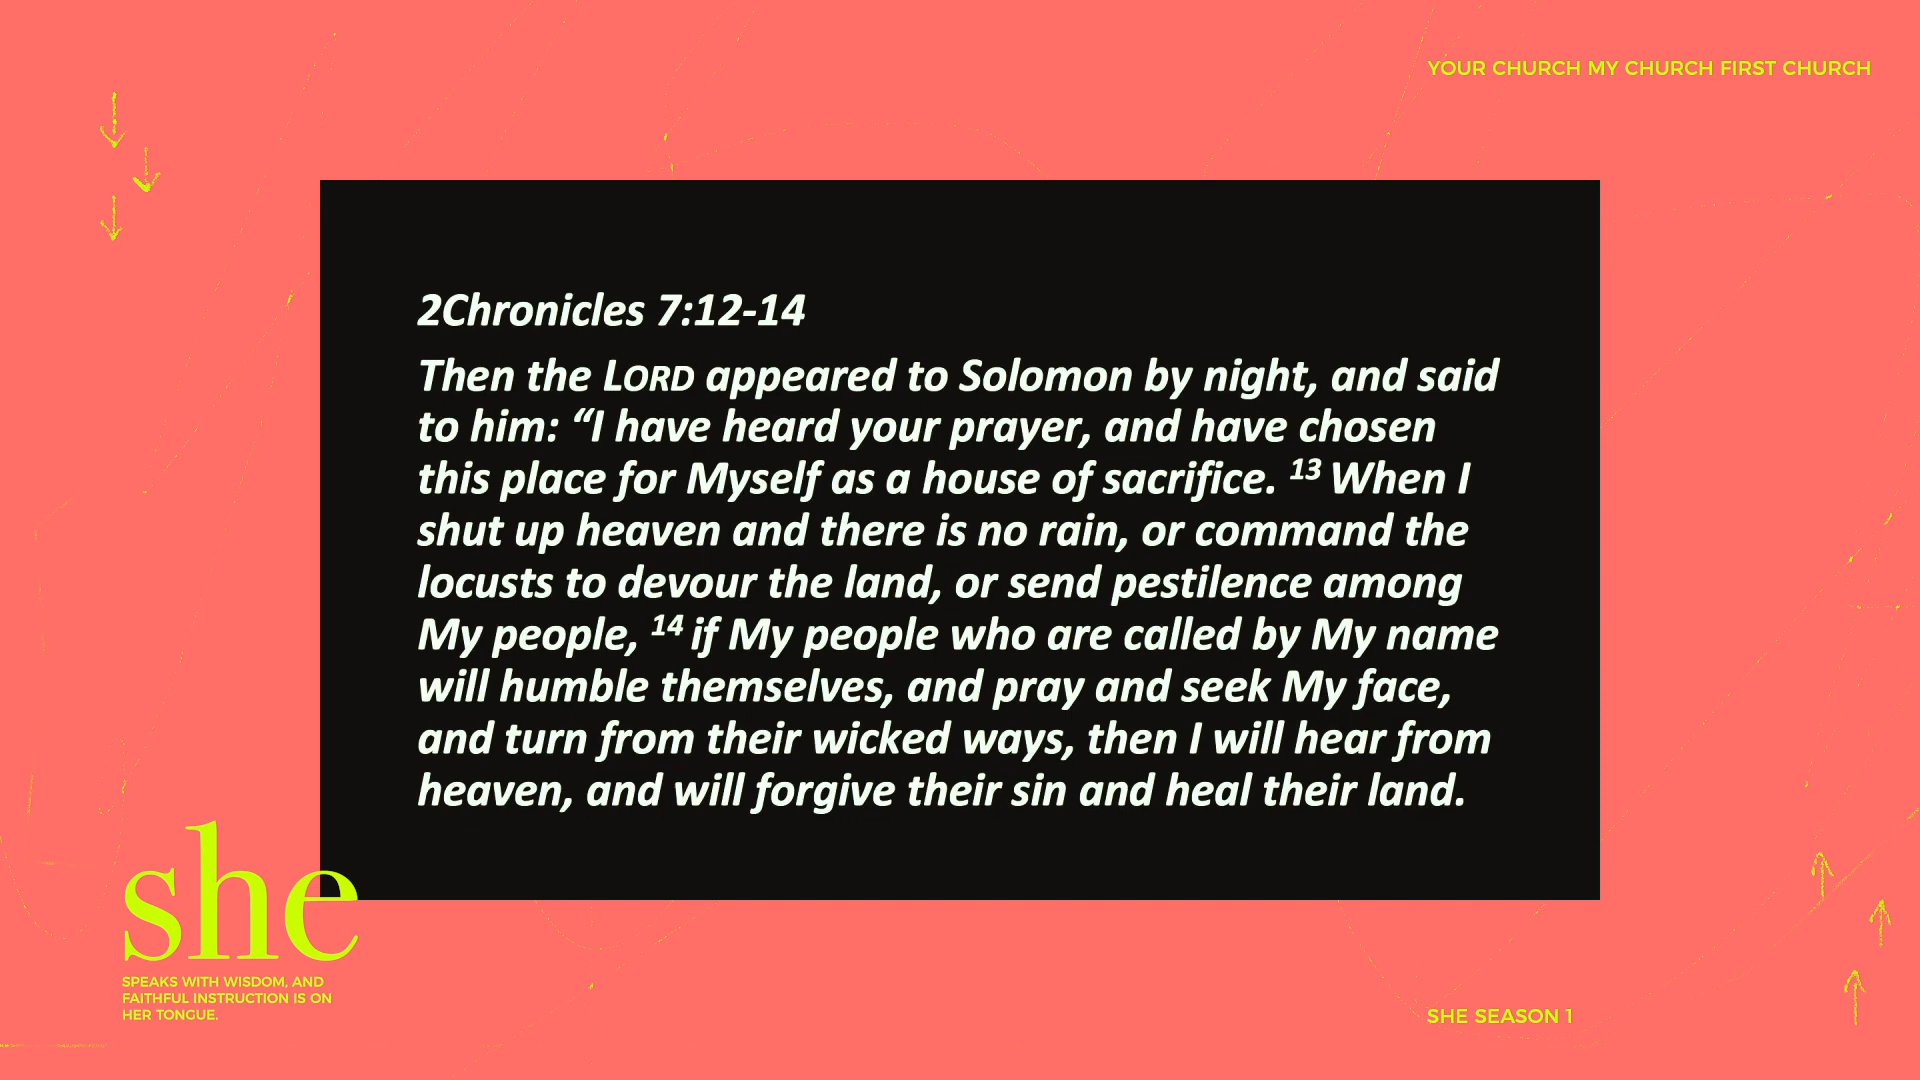 YOUR CHURCH MY CHURCH FIRST CHURCH
2Chronicles 7:12-14
Then the LORD appeared to Solomon by night, and said
to him: “I have heard your prayer, and have chosen
this place for Myself as a house of sacrifice. 13 When I
shut up heaven and there is no rain, or command the
locusts to devour the land, or send pestilence among
My people, 14 if My people who are called by My name
will humble themselves, and pray and seek My face,
and turn from their wicked ways, then I will hear from
heaven, and will forgive their sin and heal their land.
she
SPEAKS WITH WISDOM, AND
FAITHFUL INSTRUCTION IS ON
HER TONGUE.
SHE SEASON 1